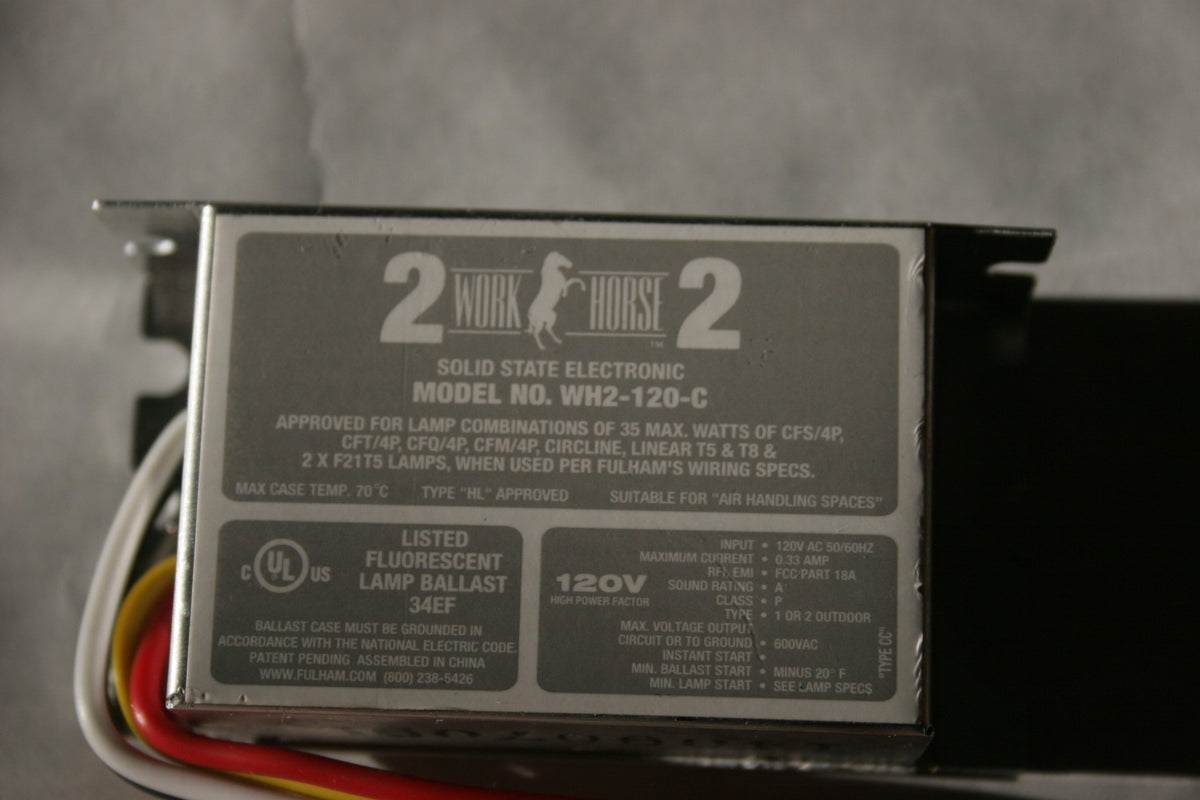 2 WORK HORSE 2
TM
SOLID STATE ELECTRONIC
MODEL NO. WH2-120-C
APPROVED FOR LAMP COMBINATIONS OF 35 MAX. WATTS OF CFS/4P,
CFT/4P, CFQ/4P, CFM/4P, CIRCLINE, LINEAR T5 & T8 &
2 X F21T5 LAMPS, WHEN USED PER FULHAM'S WIRING SPECS.
MAX CASE TEMP. 70°C TYPE "HL" APPROVED SUITABLE FOR "AIR HANDLING SPACES"
c UL US
LISTED
FLUORESCENT
LAMP BALLAST
34EF
BALLAST CASE MUST BE GROUNDED IN
ACCORDANCE WITH THE NATIONAL ELECTRIC CODE.
PATENT PENDING ASSEMBLED IN CHINA
WWW.FULHAM.COM (800) 238-5426
120V
HIGH POWER FACTOR
INPUT • 120V AC 50/60HZ
MAXIMUM CURRENT • 0.33 AMP
RFI, EMI • FCC PART 18A
SOUND RATING • A
CLASS • P
TYPE • 1 OR 2 OUTDOOR
MAX. VOLTAGE OUTPUT
CIRCUIT OR TO GROUND • 600VAC
INSTANT START •
MIN. BALLAST START • MINUS 20° F
MIN. LAMP START • SEE LAMP SPECS
"TYPE CC"